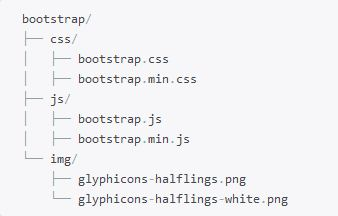 bootstrap/
├── css/
│   ├── bootstrap.css
│   ├── bootstrap.min.css
├── js/
│   ├── bootstrap.js
│   ├── bootstrap.min.js
└── img/
    ├── glyphicons-halflings.png
    └── glyphicons-halflings-white.png